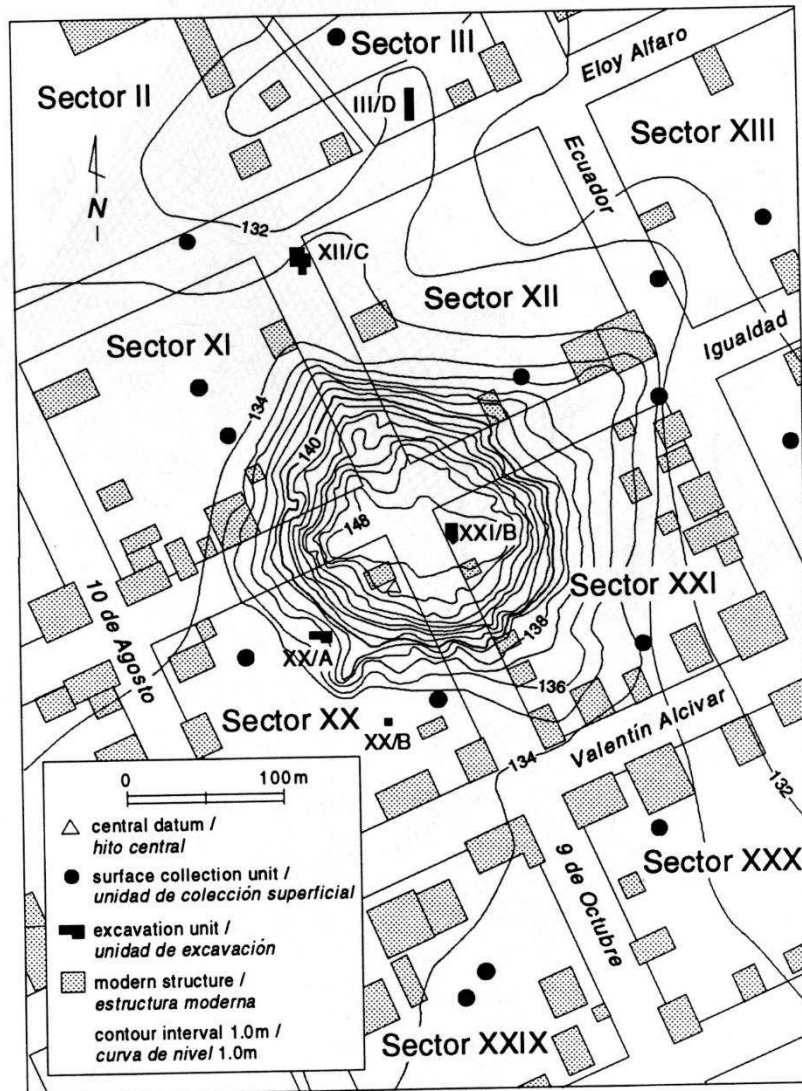 Sector III
Eloy Alfaro
Sector II
III/D
Sector XIII
Ecuador
N
132
XII/C
Sector XII
Igualdad
Sector XI
134
140
148
XXI/B
Sector XXI
10 de Agosto
138
XX/A
136
Sector XX
XX/B
Valentín Alcivar
134
132
0 100m
central datum /
hito central
surface collection unit /
unidad de colección superficial
excavation unit /
unidad de excavación
modern structure /
estructura moderna
contour interval 1.0m /
curva de nivel 1.0m
Sector XXX
9 de Octubre
Sector XXIX